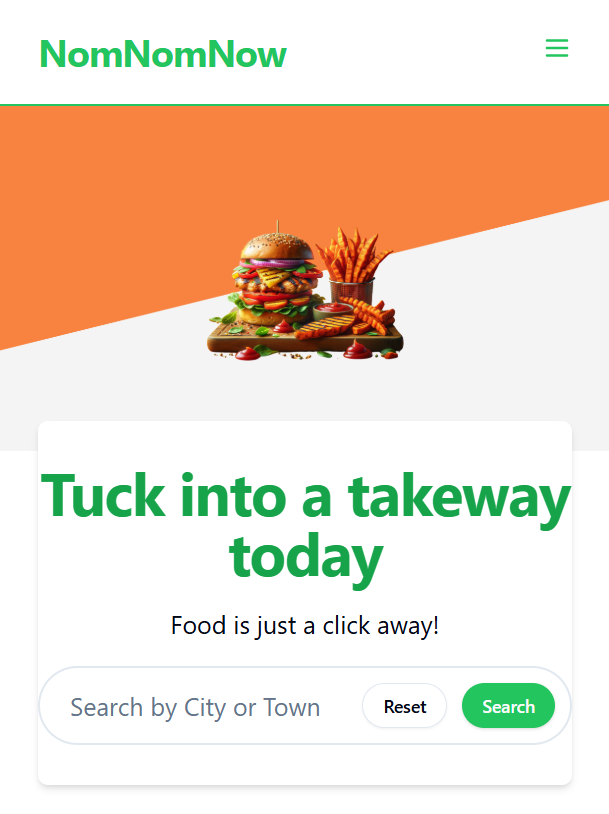 NomNomNow
Tuck into a takeway
today
Food is just a click away!
Search by City or Town
Reset
Search